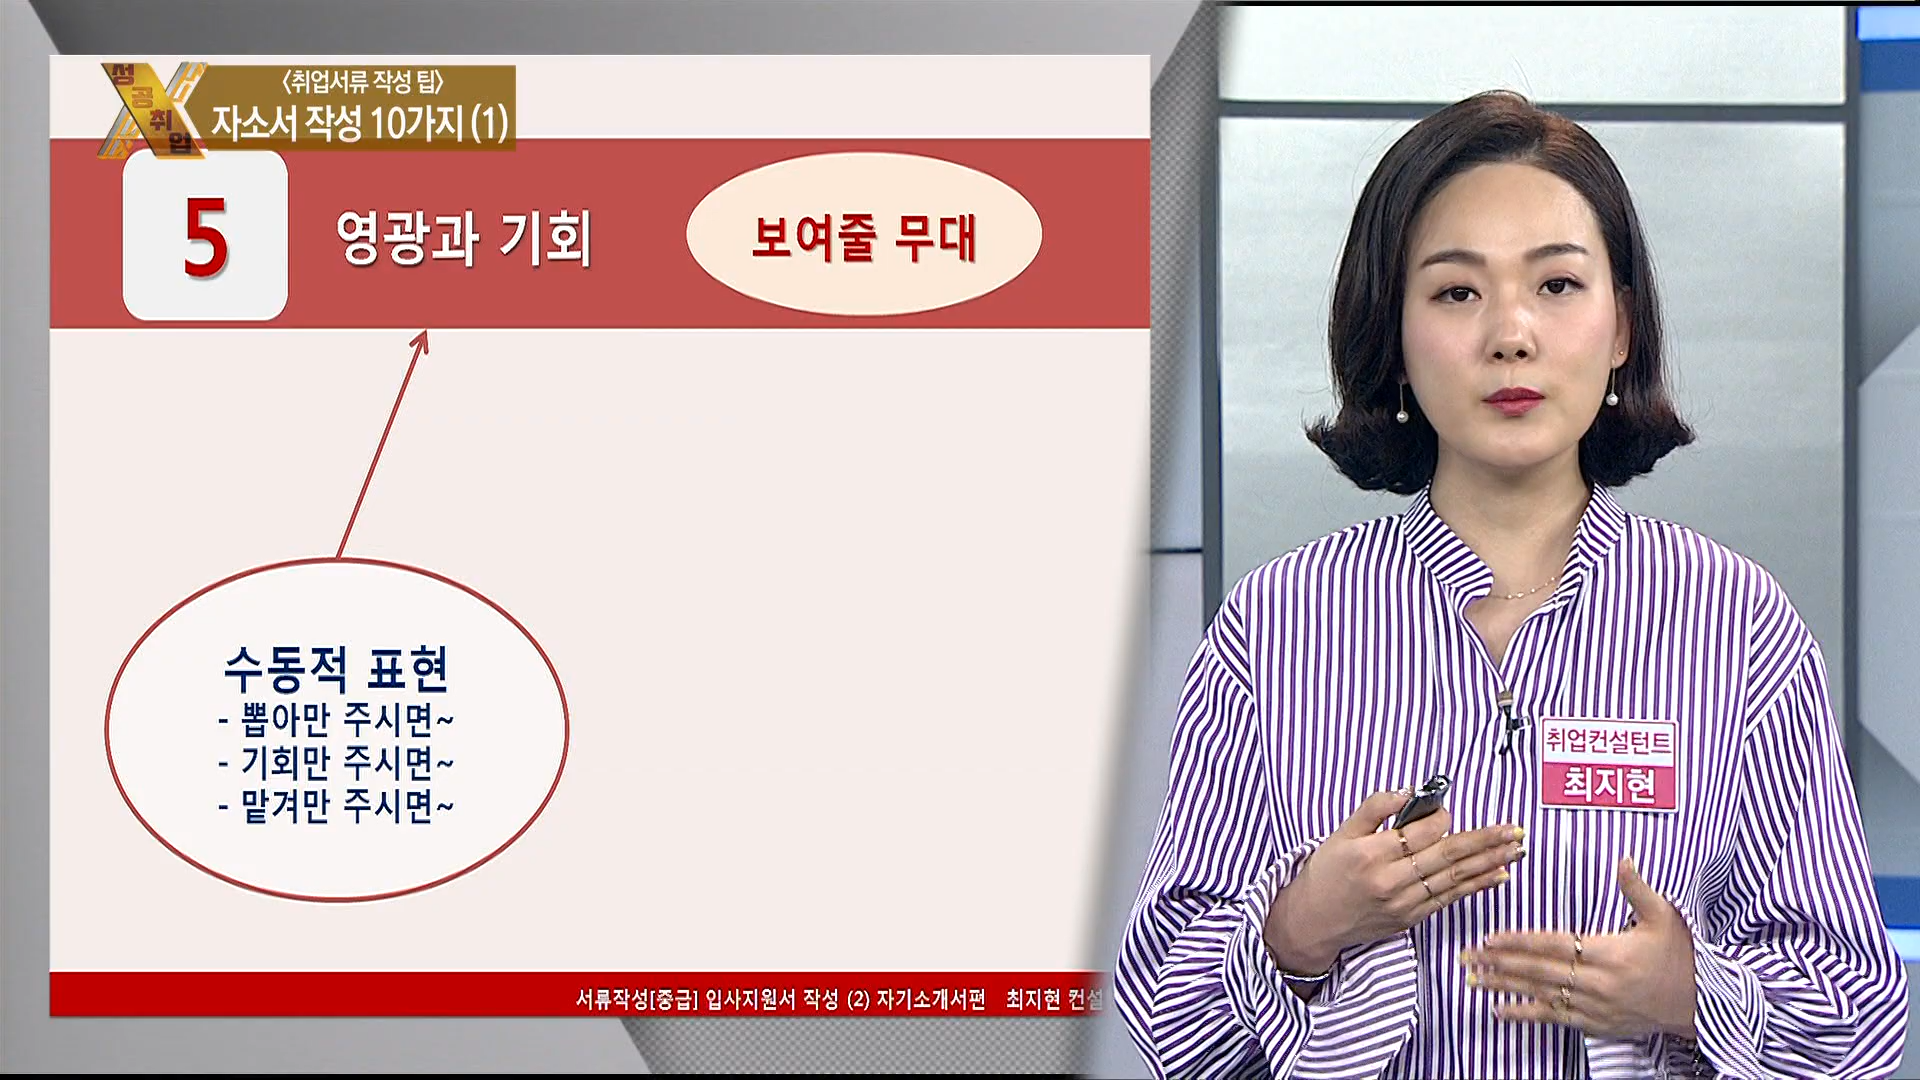 성공취업
<취업서류 작성 팁>
자소서 작성 10가지 (1)
5
영광과 기회
보여줄 무대
수동적 표현
- 뽑아만 주시면~
- 기회만 주시면~
- 맡겨만 주시면~
취업컨설턴트
최지현
서류작성[중급] 입사지원서 작성 (2) 자기소개서편 최지현 컨설